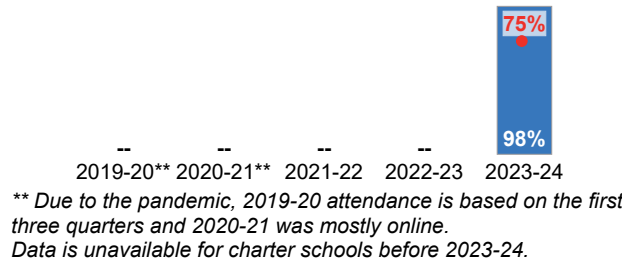 75%
98%
-- -- -- --
2019-20** 2020-21** 2021-22 2022-23 2023-24
** Due to the pandemic, 2019-20 attendance is based on the first
three quarters and 2020-21 was mostly online.
Data is unavailable for charter schools before 2023-24.